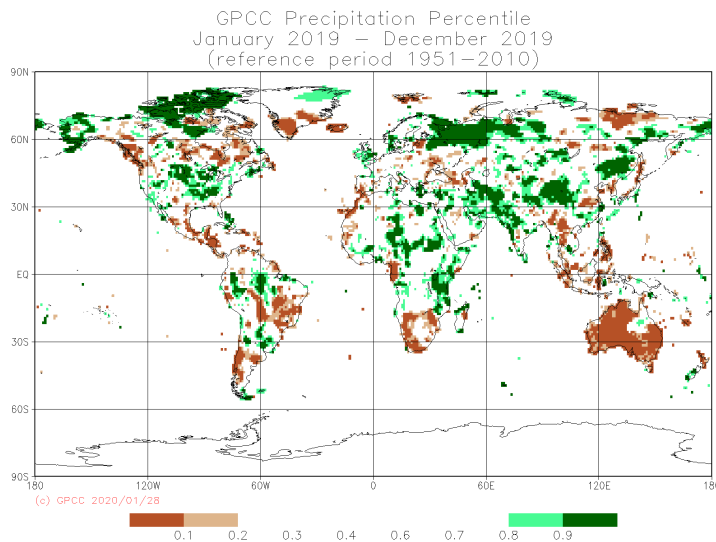 GPCC Precipitation Percentile
January 2019 – December 2019
(reference period 1951–2010)
90N
60N
30N
EQ
30S
60S
90S
180 120W 60W 0 60E 120E 180
(c) GPCC 2020/01/28
0.1 0.2 0.3 0.4 0.6 0.7 0.8 0.9